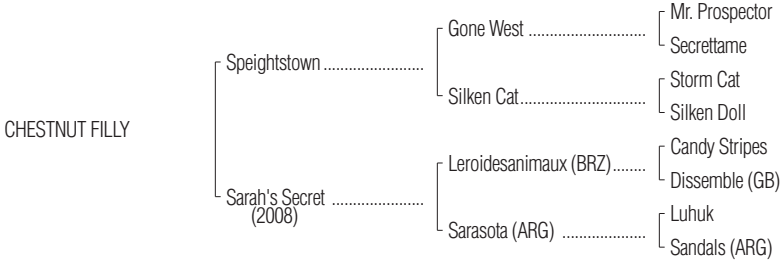 Mr. Prospector
Gone West ..............................
Secrettame
Speightstown .......................
Storm Cat
Silken Cat................................
Silken Doll
CHESTNUT FILLY
Candy Stripes
Leroidesanimaux (BRZ)........
Dissemble (GB)
Sarah's Secret .....................
(2008)
Luhuk
Sarasota (ARG) .....................
Sandals (ARG)